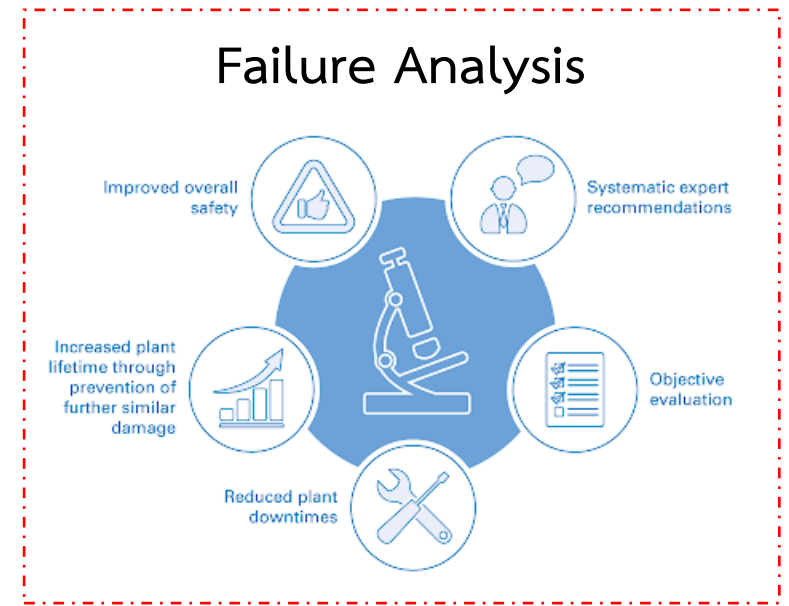 Failure Analysis
Improved overall
safety
Systematic expert
recommendations
Increased plant
lifetime through
prevention of
further similar
damage
Objective
evaluation
Reduced plant
downtimes